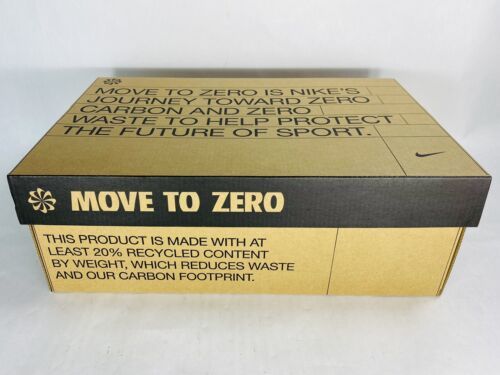 MOVE TO ZERO IS NIKE'S
JOURNEY TOWARD ZERO
CARBON AND ZERO
WASTE TO HELP PROTECT
THE FUTURE OF SPORT.
MOVE TO ZERO
THIS PRODUCT IS MADE WITH AT
LEAST 20% RECYCLED CONTENT
BY WEIGHT, WHICH REDUCES WASTE
AND OUR CARBON FOOTPRINT.